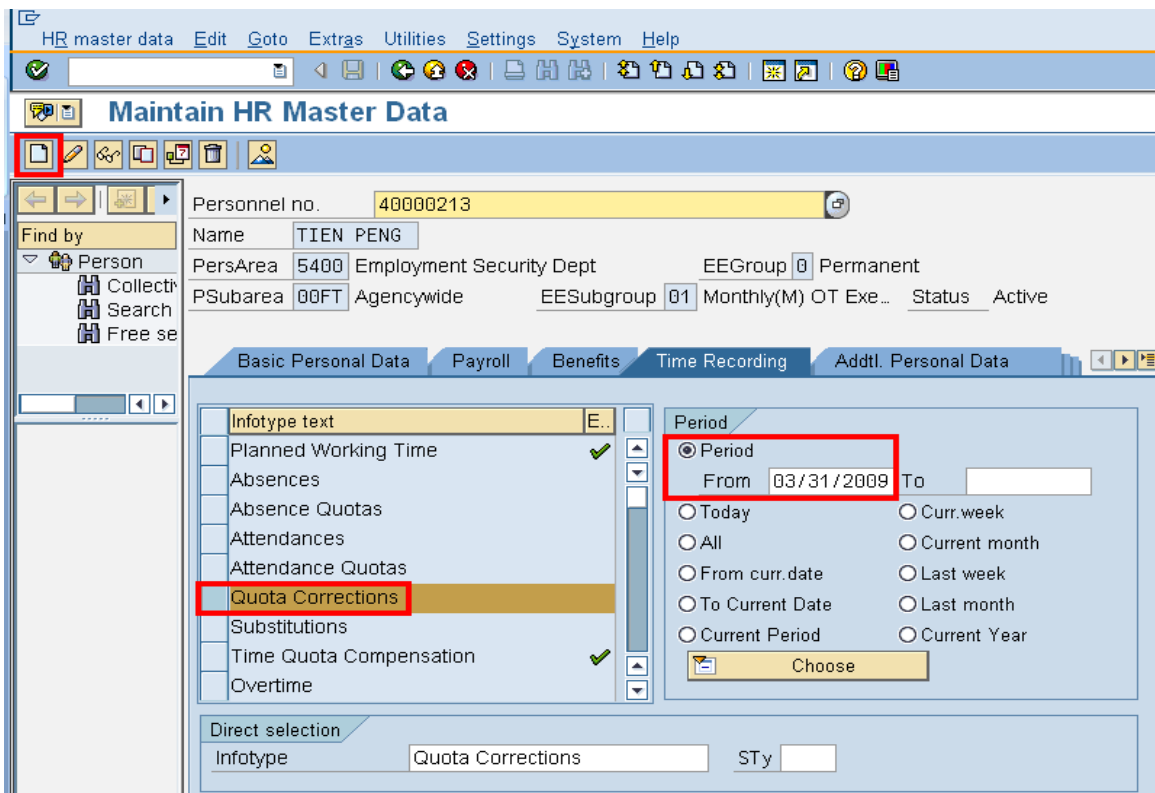 HR master data Edit Goto Extras Utilities Settings System Help
Maintain HR Master Data
Personnel no. 40000213
Find by
Name TIEN PENG
Person
PersArea 5400 Employment Security Dept EEGroup 0 Permanent
Collectiv
PSubarea 00FT Agencywide EESubgroup 01 Monthly(M) OT Exe... Status Active
Search
Free se
Basic Personal Data Payroll Benefits Time Recording Addtl. Personal Data
Infotype text E..
Planned Working Time
Absences
Absence Quotas
Attendances
Attendance Quotas
Quota Corrections
Substitutions
Time Quota Compensation
Overtime
Period
Period
From 03/31/2009 To
Today Curr.week
All Current month
From curr.date Last week
To Current Date Last month
Current Period Current Year
Choose
Direct selection
Infotype Quota Corrections STy